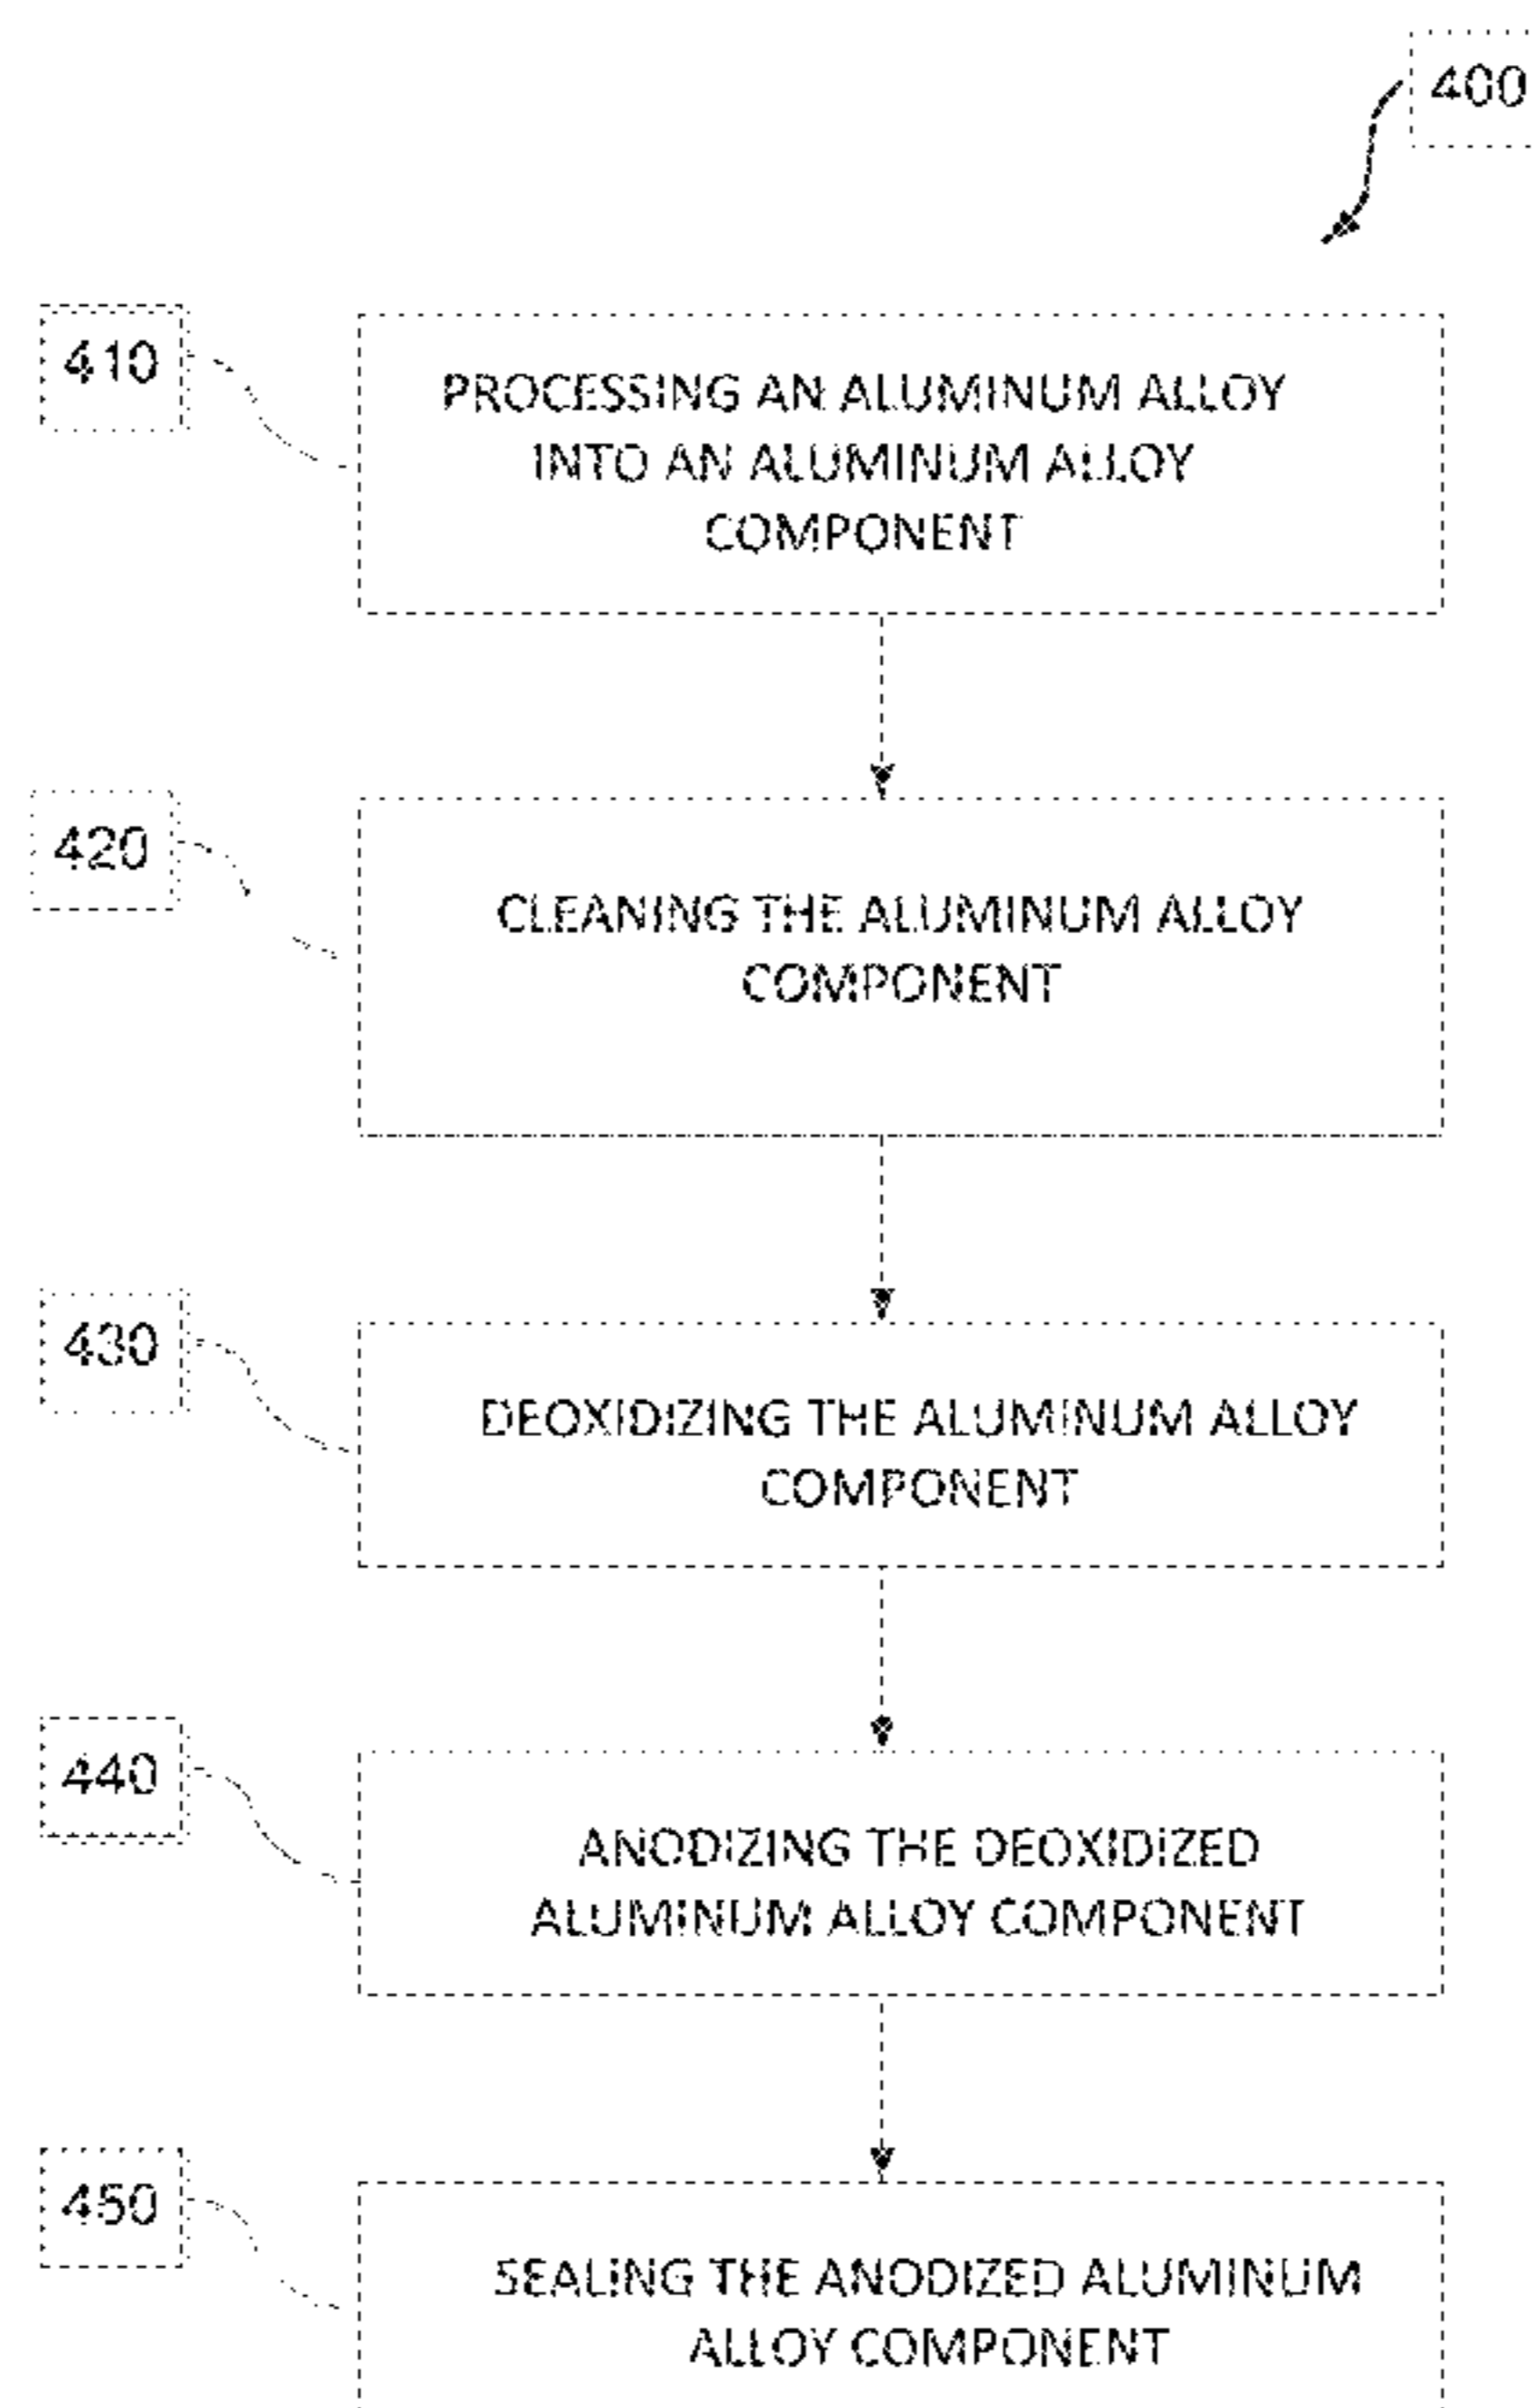 400
410
PROCESSING AN ALUMINUM ALLOY
INTO AN ALUMINUM ALLOY
COMPONENT
420
CLEANING THE ALUMINUM ALLOY
COMPONENT
430
DEOXIDIZING THE ALUMINUM ALLOY
COMPONENT
440
ANODIZING THE DEOXIDIZED
ALUMINUM ALLOY COMPONENT
450
SEALING THE ANODIZED ALUMINUM
ALLOY COMPONENT